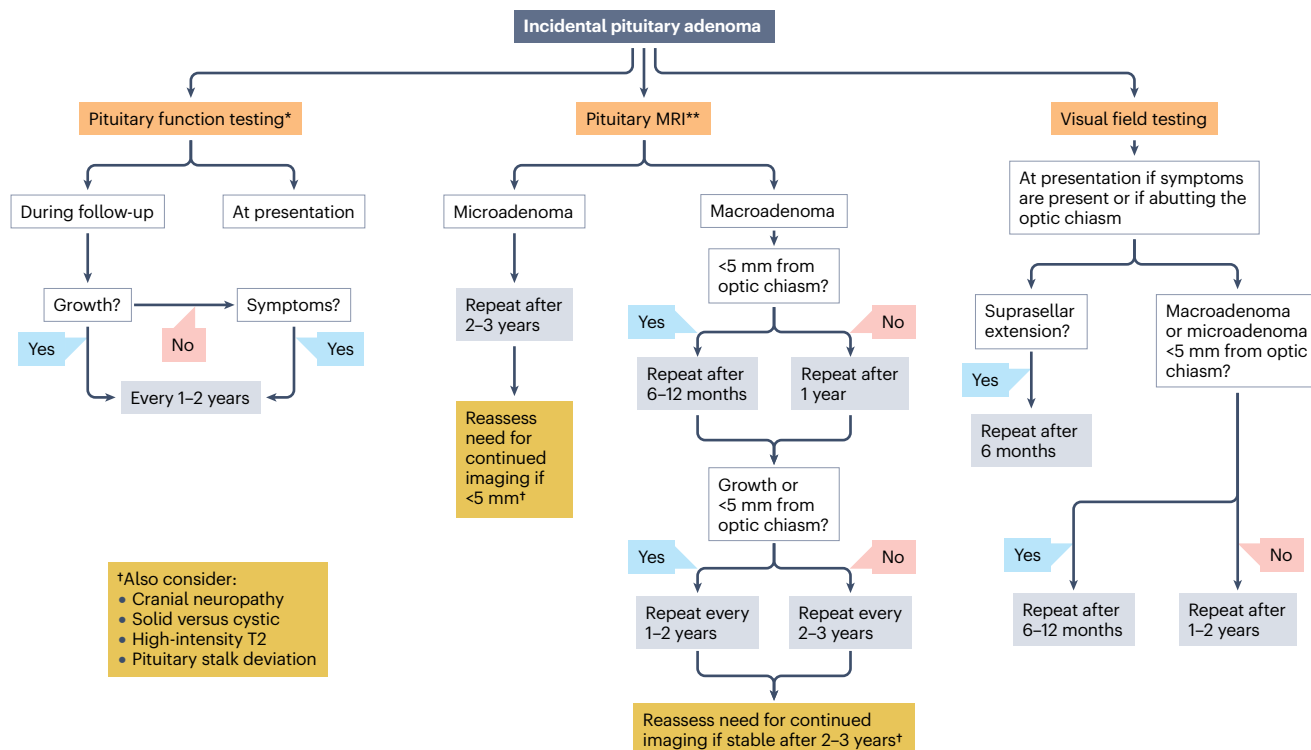 Incidental pituitary adenoma
Pituitary function testing*
Pituitary MRI**
Visual field testing
During follow-up
At presentation
Growth?
Symptoms?
Yes
No
Yes
Every 1–2 years
Microadenoma
Repeat after
2–3 years
Reassess
need for
continued
imaging if
<5 mm†
Macroadenoma
<5 mm from
optic chiasm?
Yes
No
Repeat after
6–12 months
Repeat after
1 year
Growth or
<5 mm from
optic chiasm?
Yes
No
Repeat every
1–2 years
Repeat every
2–3 years
Reassess need for continued
imaging if stable after 2–3 years†
At presentation if symptoms
are present or if abutting the
optic chiasm
Suprasellar
extension?
Yes
Repeat after
6 months
Macroadenoma
or microadenoma
<5 mm from optic
chiasm?
Yes
No
Repeat after
6–12 months
Repeat after
1–2 years
†Also consider:
• Cranial neuropathy
• Solid versus cystic
• High-intensity T2
• Pituitary stalk deviation